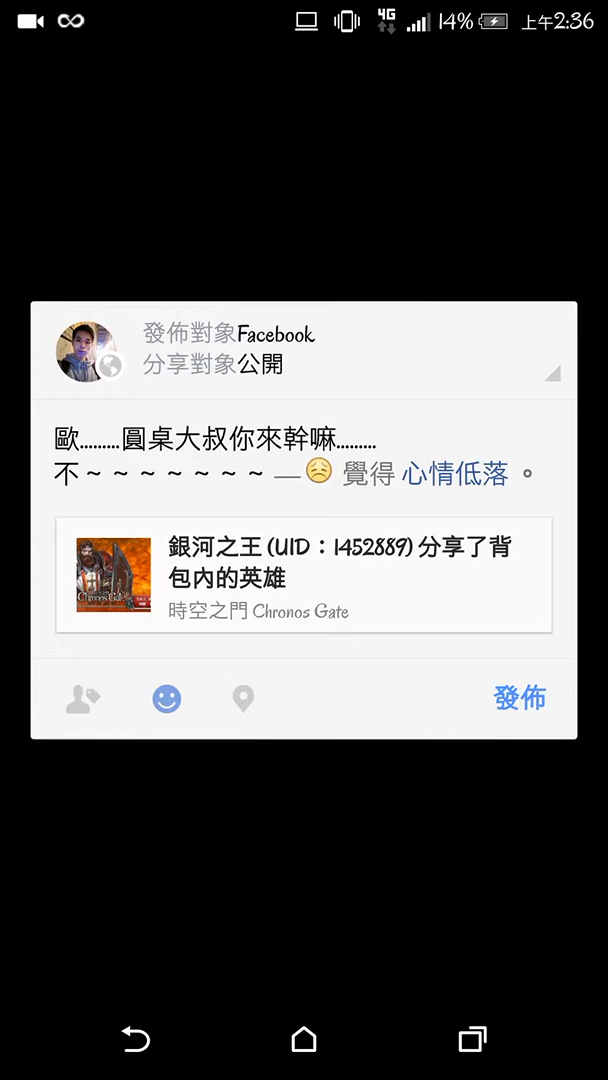 4G 14% 上午2:36
發佈對象Facebook
分享對象公開
歐.........圓桌大叔你來幹嘛.........
不~~~~~~~ — 覺得 心情低落。
銀河之王 (UID：1452889) 分享了背
包內的英雄
時空之門 Chronos Gate
Chronos Gate
發佈